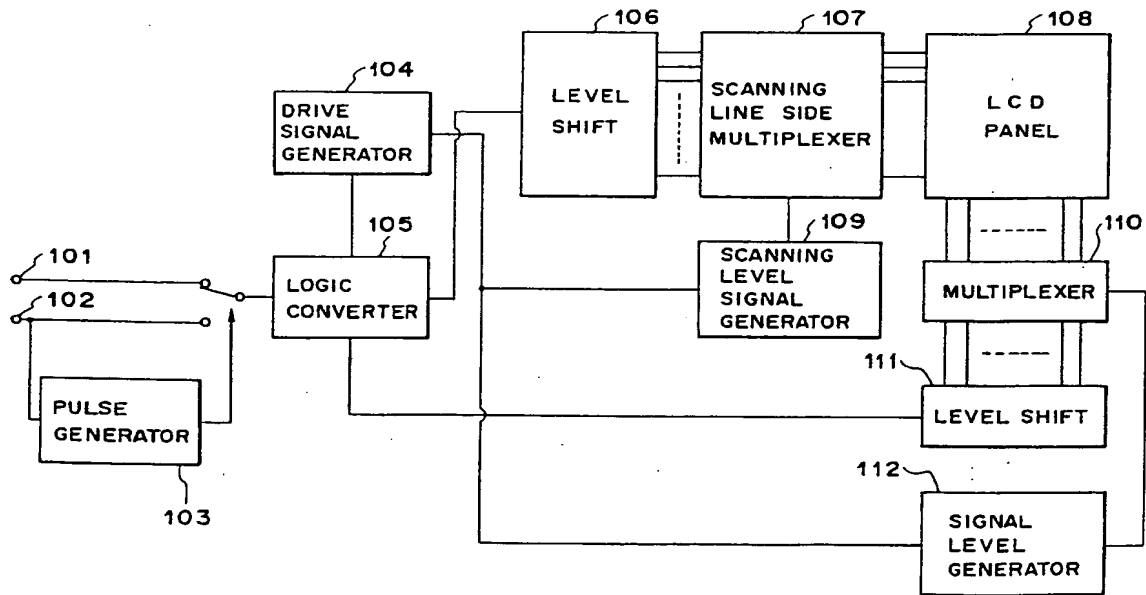 106
107
108
LEVEL
SHIFT
SCANNING
LINE SIDE
MULTIPLEXER
LCD
PANEL
104
DRIVE
SIGNAL
GENERATOR
105
LOGIC
CONVERTER
101
102
PULSE
GENERATOR
103
109
SCANNING
LEVEL
SIGNAL
GENERATOR
110
MULTIPLEXER
111
LEVEL SHIFT
112
SIGNAL
LEVEL
GENERATOR